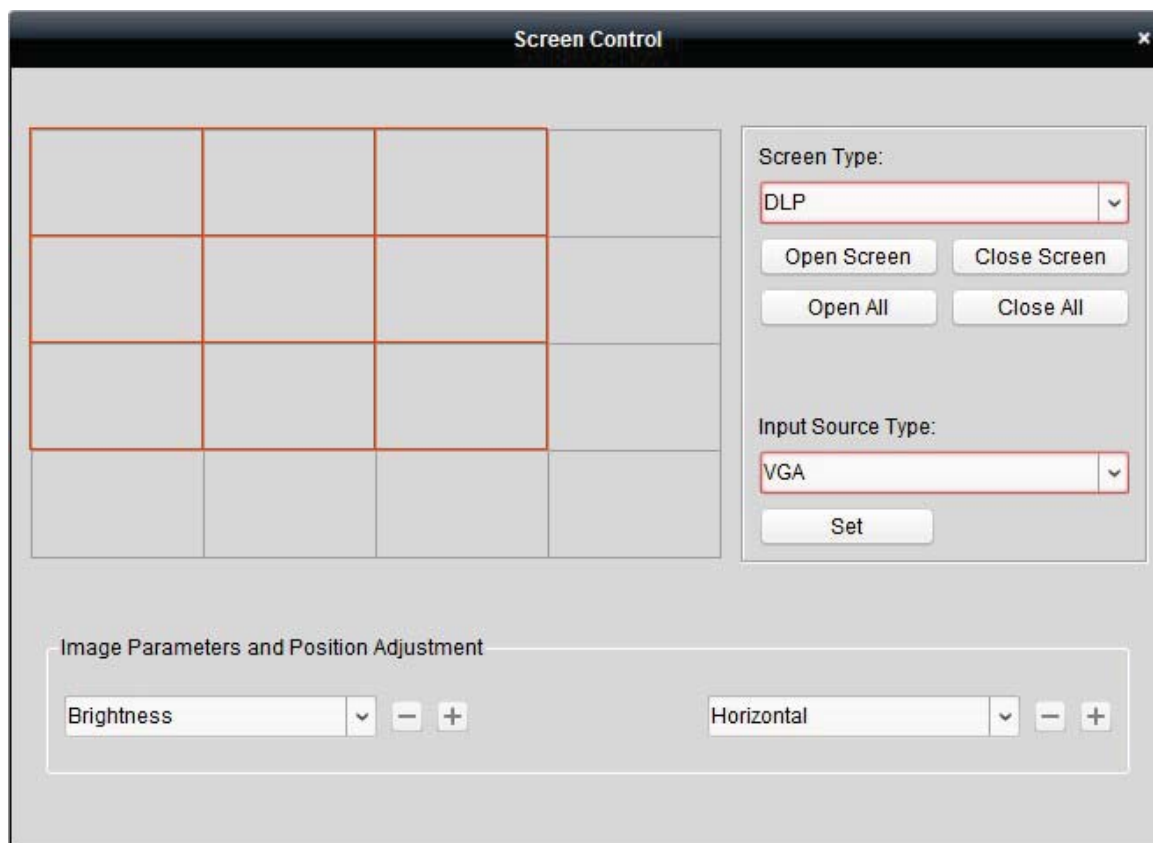 Screen Control
Screen Type:
DLP
Open Screen Close Screen
Open All Close All
Input Source Type:
VGA
Set
Image Parameters and Position Adjustment
Brightness Horizontal